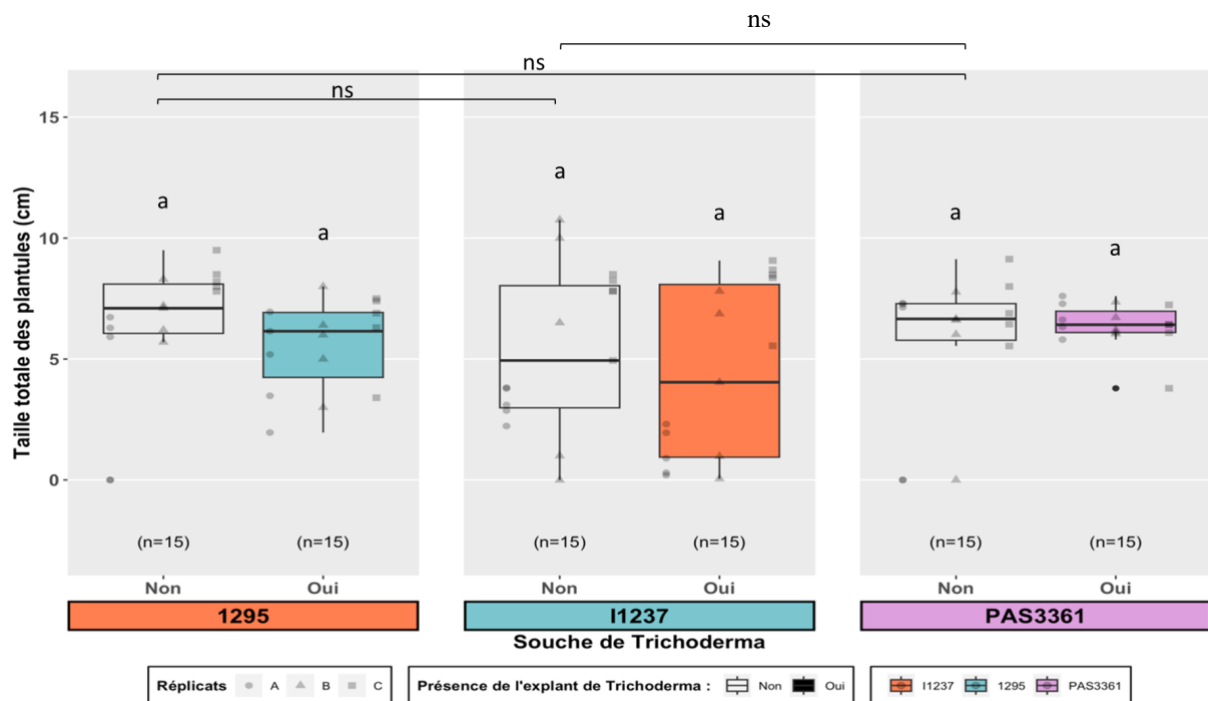 ns
ns
ns
Taille totale des plantules (cm)
15
10
5
0
a
a
a
a
a
a
(n=15)
(n=15)
(n=15)
(n=15)
(n=15)
(n=15)
Non
Oui
Non
Oui
Non
Oui
1295
I1237
PAS3361
Souche de Trichoderma
Réplicats A B C
Présence de l'explant de Trichoderma : Non Oui
I1237 1295 PAS3361